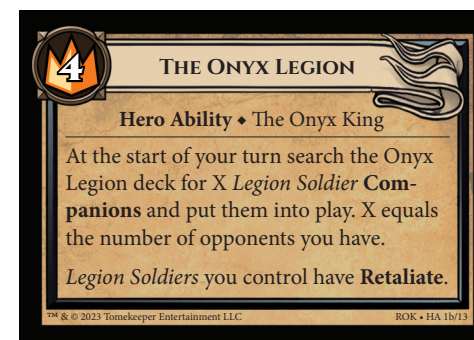 4
THE ONYX LEGION
Hero Ability ◆ The Onyx King
At the start of your turn search the Onyx
Legion deck for X Legion Soldier Com-
panions and put them into play. X equals
the number of opponents you have.
Legion Soldiers you control have Retaliate.
™ & © 2023 Tomekeeper Entertainment LLC
ROK • HA 1b/13